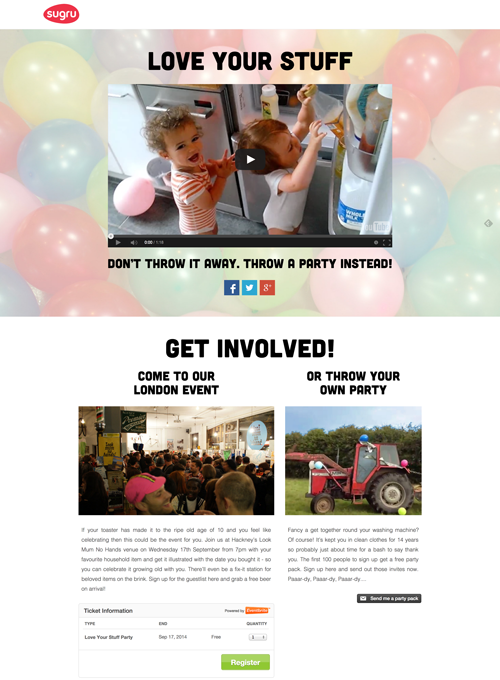 sugru
LOVE YOUR STUFF
WHOLE
MILK
0:00 / 1:18
DON'T THROW IT AWAY. THROW A PARTY INSTEAD!
GET INVOLVED!
COME TO OUR
LONDON EVENT
If your toaster has made it to the ripe old age of 10 and you feel like
celebrating then this could be the event for you. Join us at Hackney's Look
Mum No Hands venue on Wednesday 17th September from 7pm with your
favourite household item and get it illustrated with the date you bought it - so
you can celebrate it growing old with you. There'll even be a fix-it station for
beloved items on the brink. Sign up for the guestlist here and grab a free beer
on arrival!
Ticket Information
Powered by Eventbrite
TYPE END QUANTITY
Love Your Stuff Party Sep 17, 2014 Free 1
Register
OR THROW YOUR
OWN PARTY
Fancy a get together round your washing machine?
Of course! It's kept you in clean clothes for 14 years
so probably just about time for a bash to say thank
you. The first 100 people to sign up get a free party
pack. Sign up here and send out those invites now.
Paaar-dy, Paaar-dy, Paaar-dy....
Send me a party pack